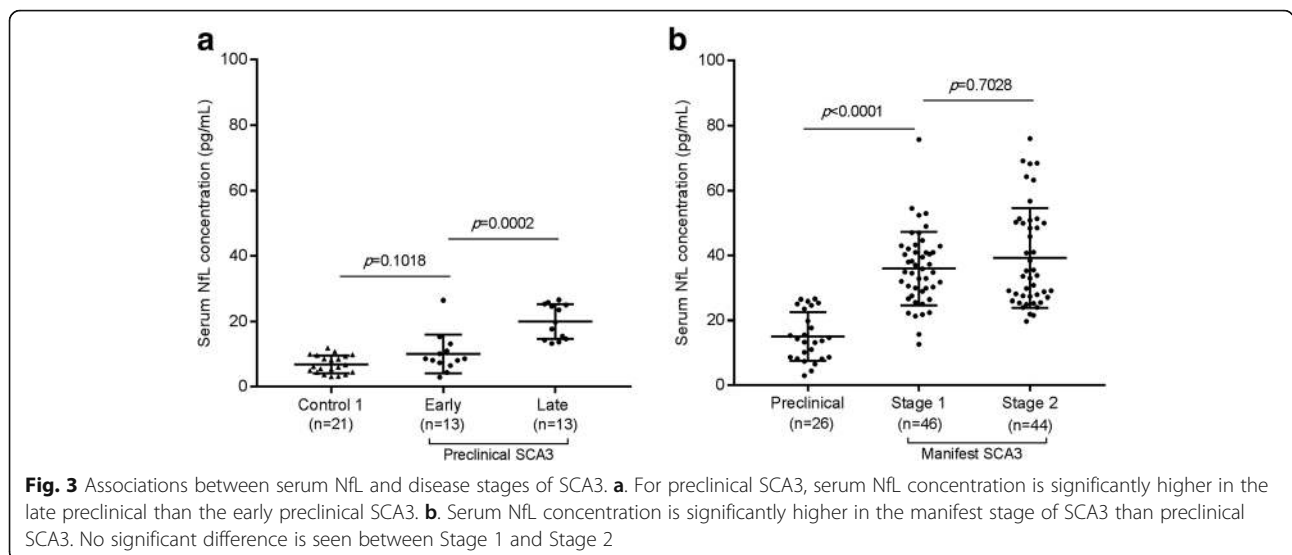 a
100
80
60
40
20
0
Serum NfL concentration (pg/mL)
p=0.1018
p=0.0002
Control 1
(n=21)
Early
(n=13)
Late
(n=13)
Preclinical SCA3
b
100
80
60
40
20
0
Serum NfL concentration (pg/mL)
p<0.0001
p=0.7028
Preclinical
(n=26)
Stage 1
(n=46)
Stage 2
(n=44)
Manifest SCA3
Fig. 3 Associations between serum NfL and disease stages of SCA3. a. For preclinical SCA3, serum NfL concentration is significantly higher in the
late preclinical than the early preclinical SCA3. b. Serum NfL concentration is significantly higher in the manifest stage of SCA3 than preclinical
SCA3. No significant difference is seen between Stage 1 and Stage 2